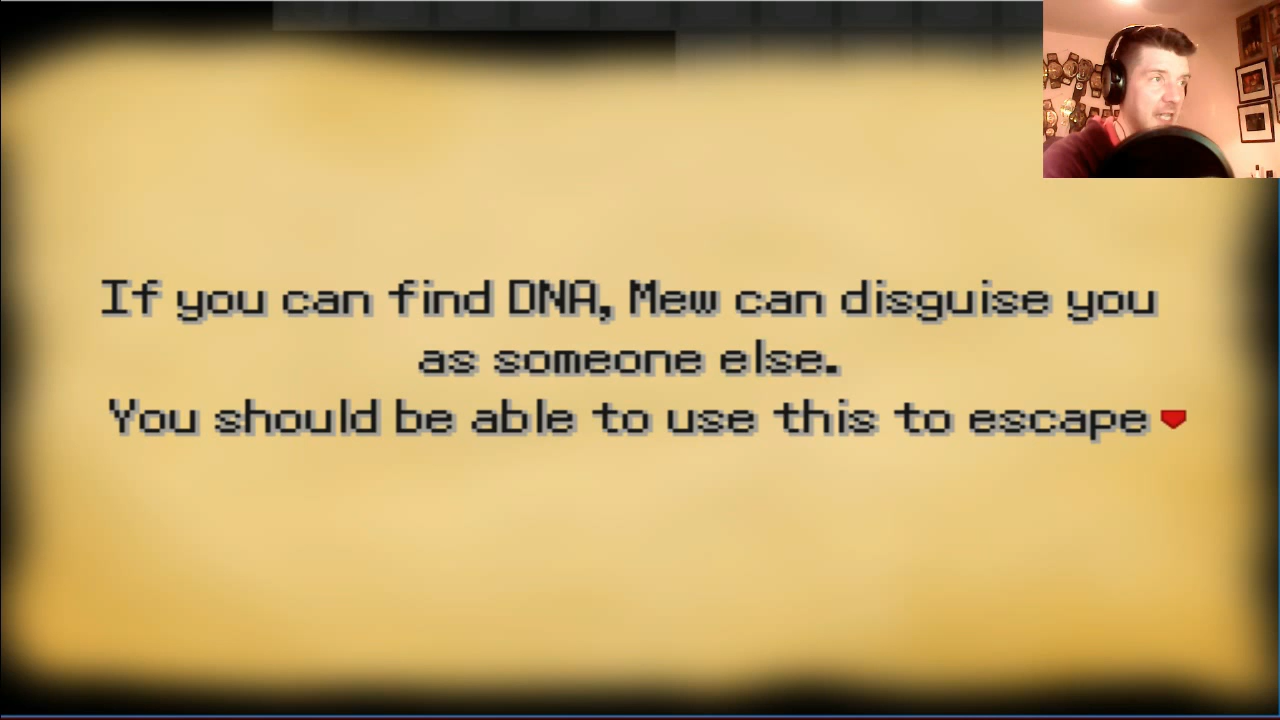 If you can find DNA, Mew can disguise you
as someone else.
You should be able to use this to escape